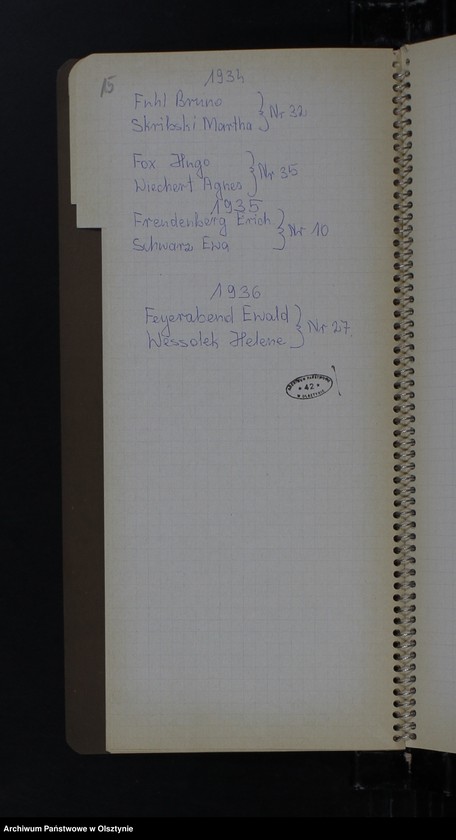 15
1934
Fuhl Bruno } Nr 32
Skribski Martha
Fox Hugo } Nr 35
Wiechert Agnes
1935
Freudenberg Erich } Nr 10
Schwarz Ewa
1936
Feyerabend Ewald } Nr 27.
Wessolek Helene
* 42 *
Archiwum Państwowe w Olsztynie